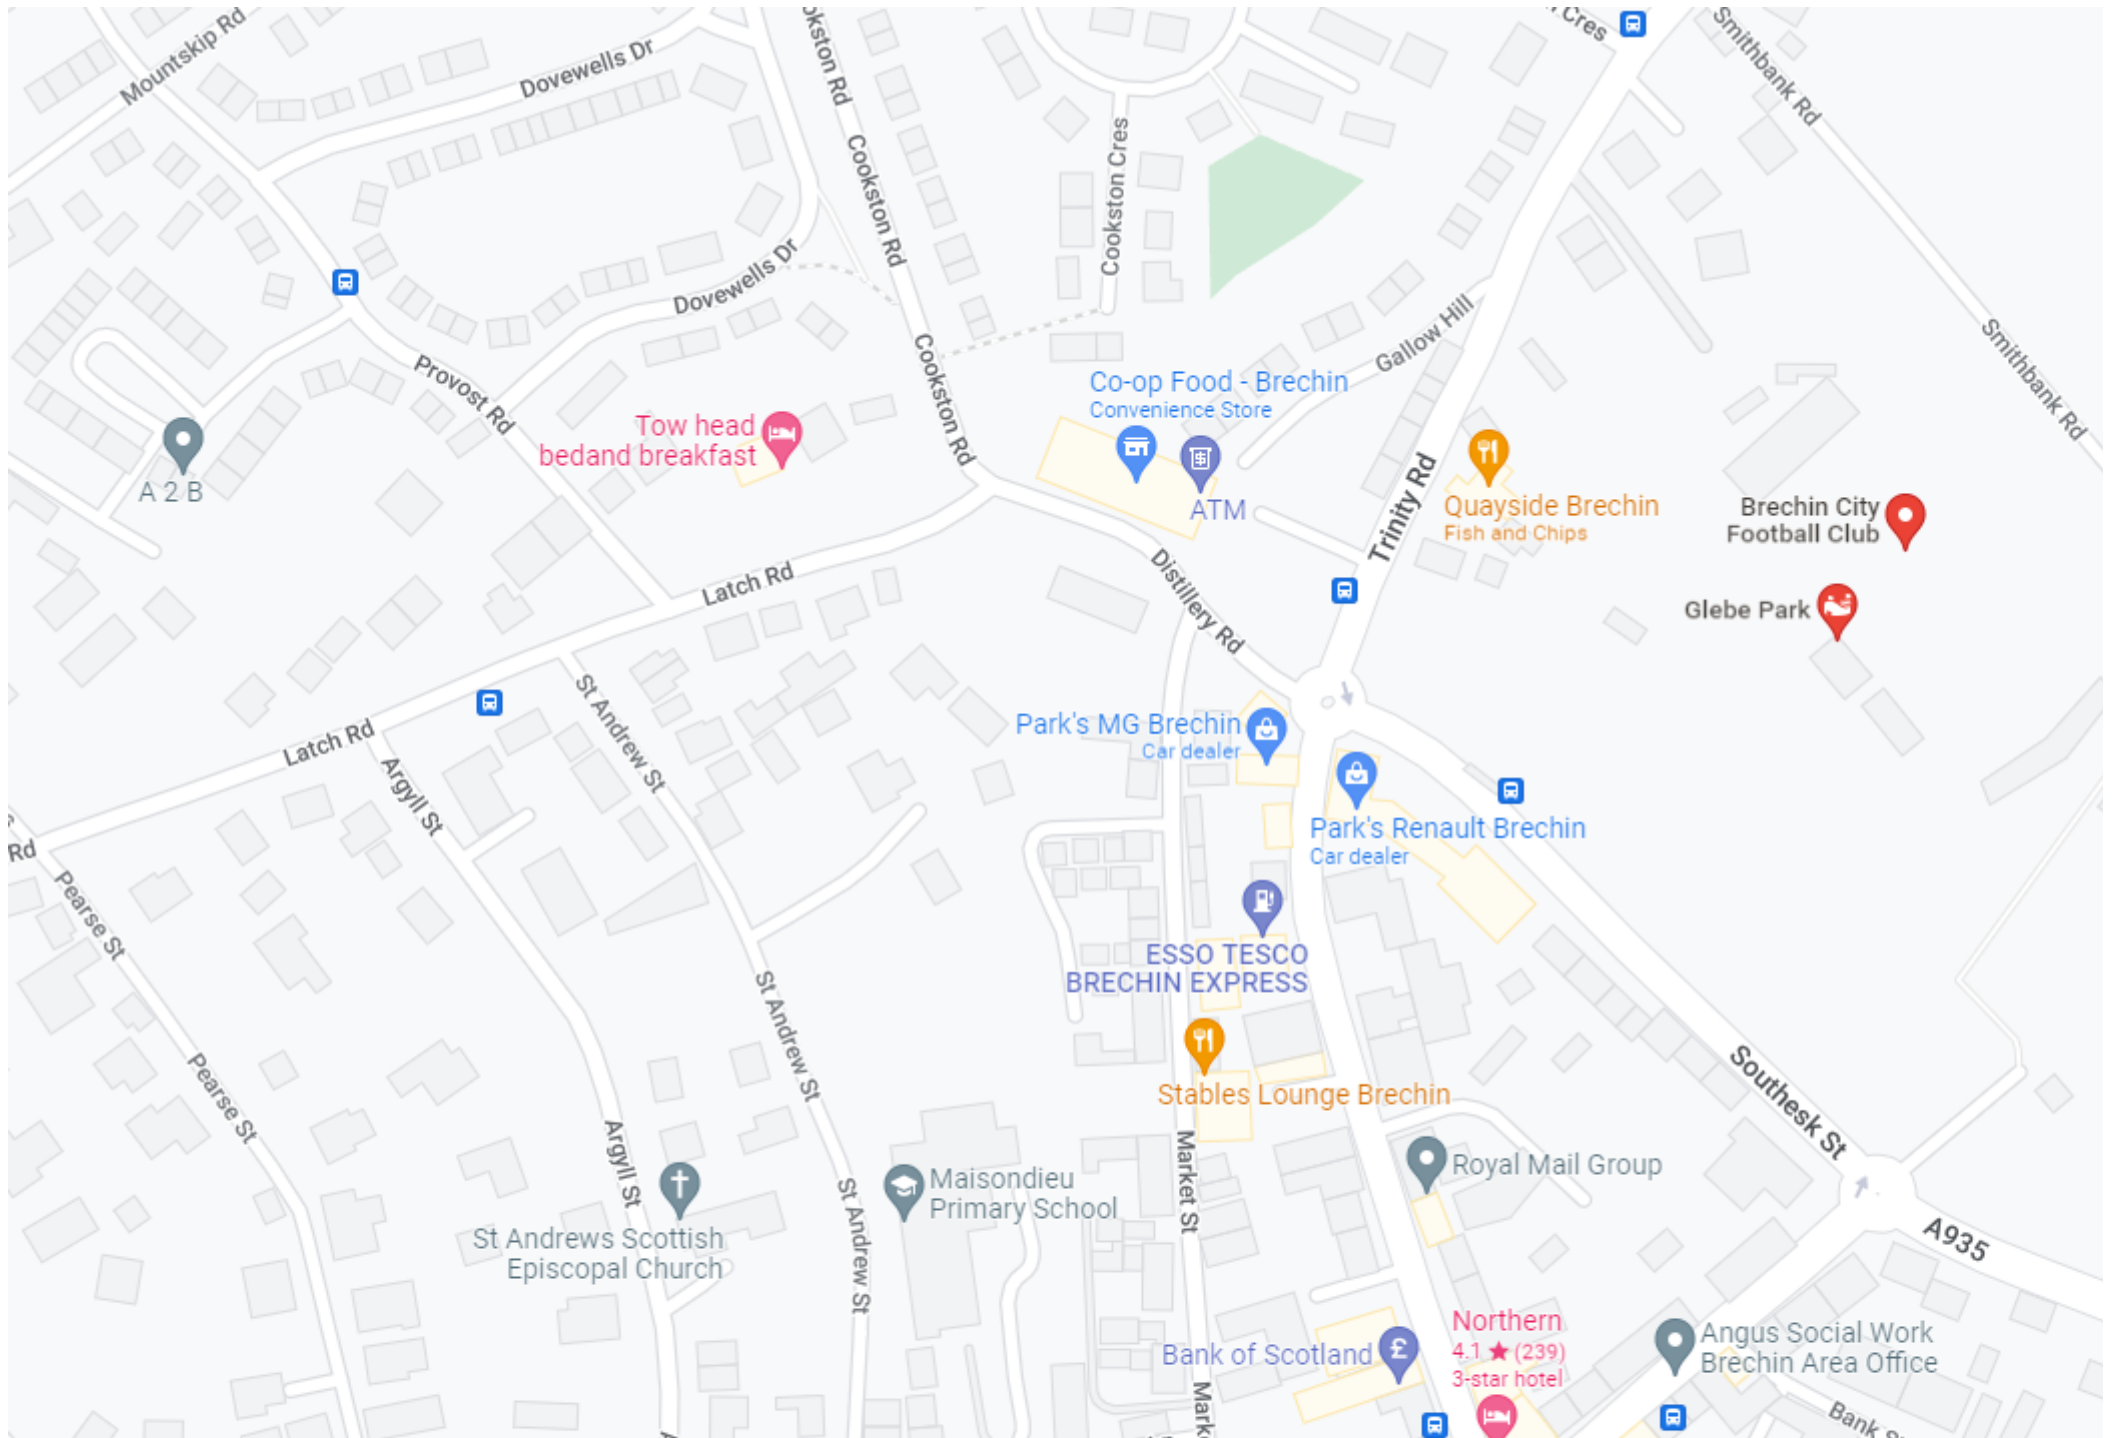 Mountskip Rd
Dovewells Dr
Cookston Rd
Cookston Rd
Cookston Cres
Cres
Smithbank Rd
Dovewells Dr
Smithbank Rd
Provost Rd
Cookston Rd
Gallow Hill
Co-op Food - Brechin
Convenience Store
Tow head
bedand breakfast
A 2 B
ATM
Trinity Rd
Quayside Brechin
Fish and Chips
Brechin City
Football Club
Glebe Park
Latch Rd
Distillery Rd
St Andrew St
Latch Rd
Argyll St
Park's MG Brechin
Car dealer
Park's Renault Brechin
Car dealer
Rd
Pearse St
ESSO TESCO
BRECHIN EXPRESS
St Andrew St
Stables Lounge Brechin
Pearse St
Southesk St
Argyll St
Market St
Royal Mail Group
Maisondieu
Primary School
St Andrew St
St Andrews Scottish
Episcopal Church
A935
Northern
4.1 ★ (239)
3-star hotel
Bank of Scotland
£
Angus Social Work
Brechin Area Office
Mark
Bank S